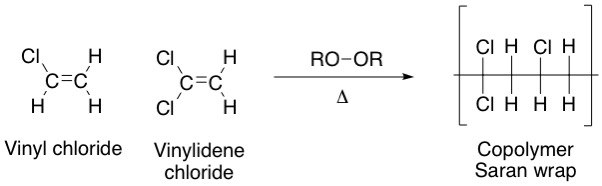 Cl H
C=C
H H
Vinyl chloride
Cl H
C=C
Cl H
Vinylidene
chloride
RO-OR
Δ
Cl H Cl H
Cl H H H
Copolymer
Saran wrap